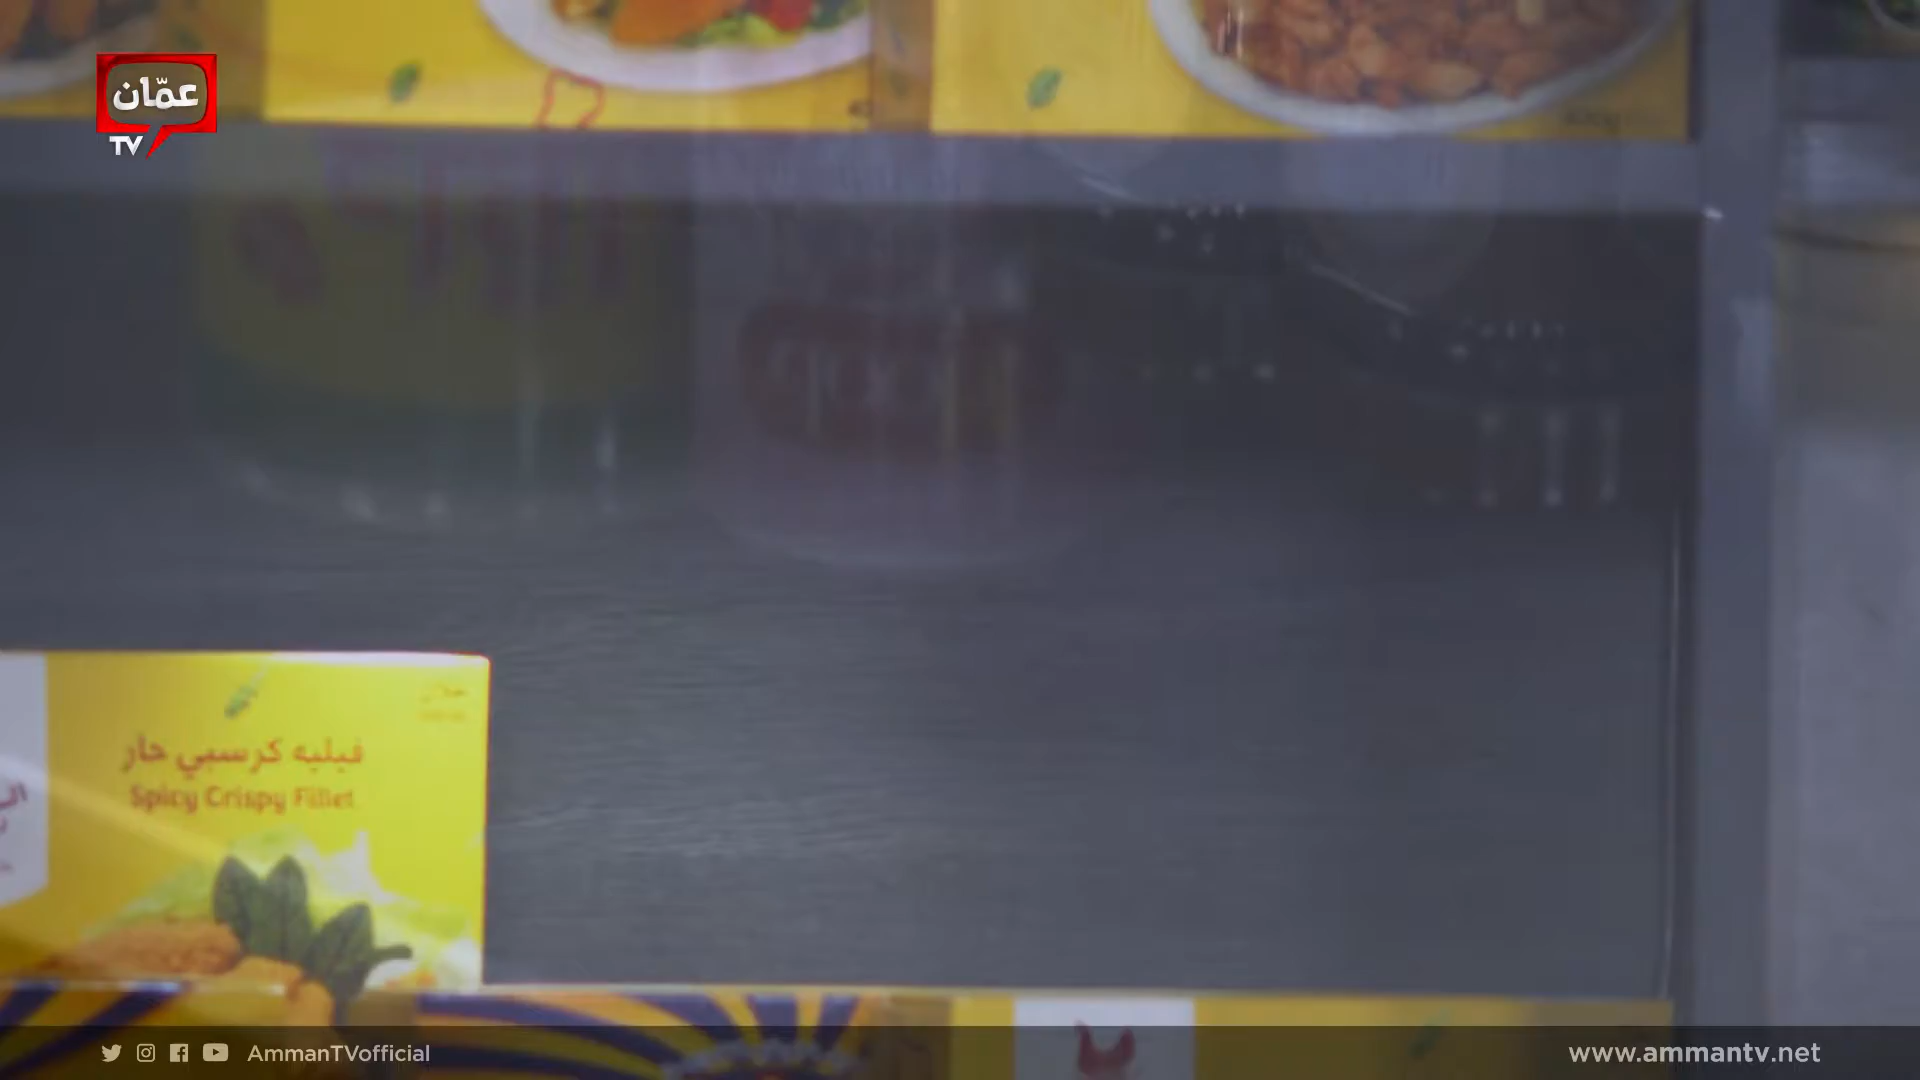 عمّان
TV
فيليه كرسبي حار
Spicy Crispy Fillet
AmmanTVofficial
www.ammantv.net